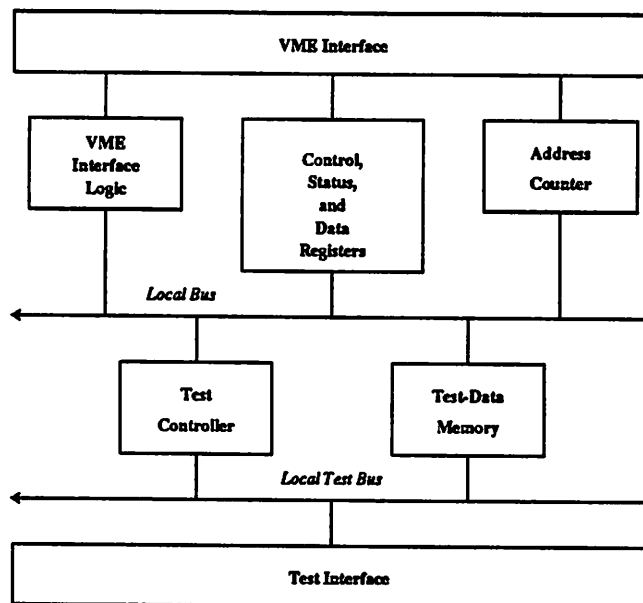 VME Interface
VME
Interface
Logic
Control,
Status,
and
Data
Registers
Address
Counter
Local Bus
Test
Controller
Test-Data
Memory
Local Test Bus
Test Interface